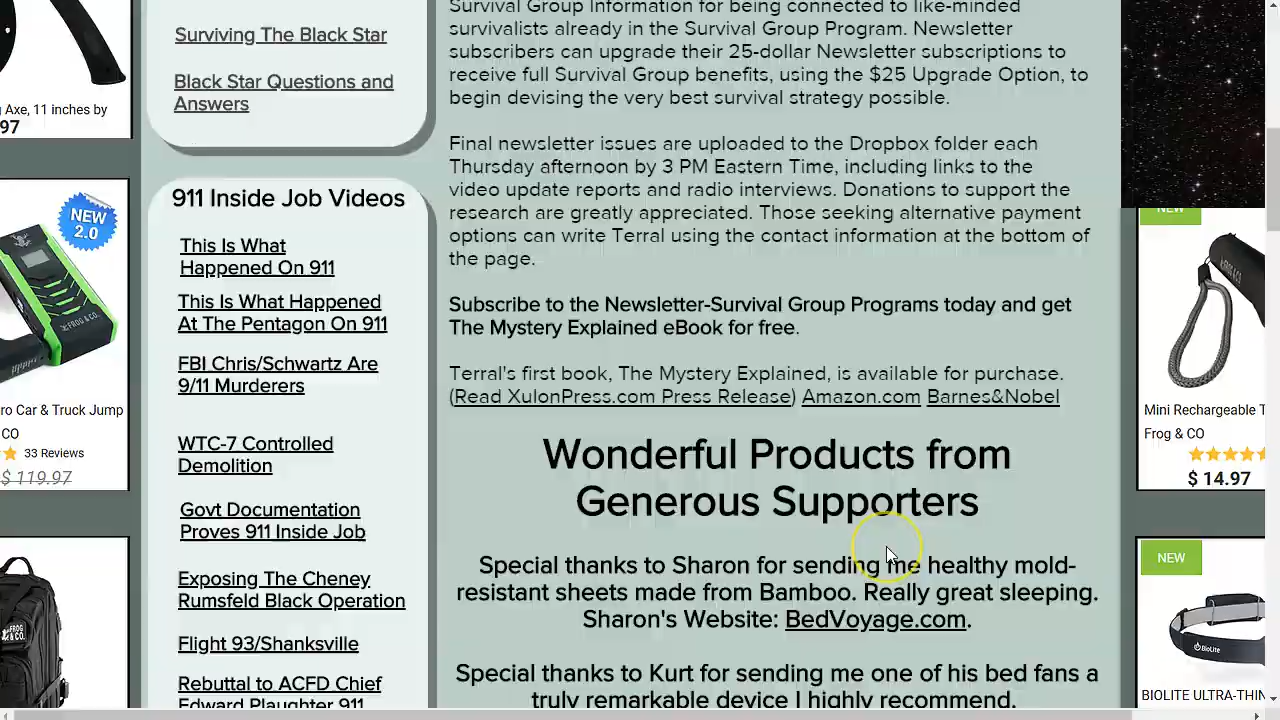 Axe, 11 inches by
97
NEW
2.0
FROG & CO.
ro Car & Truck Jump
CO
33 Reviews
$ 119.97
FROG & CO.
Surviving The Black Star
Black Star Questions and
Answers
911 Inside Job Videos
This Is What
Happened On 911
This Is What Happened
At The Pentagon On 911
FBI Chris/Schwartz Are
9/11 Murderers
WTC-7 Controlled
Demolition
Govt Documentation
Proves 911 Inside Job
Exposing The Cheney
Rumsfeld Black Operation
Flight 93/Shanksville
Rebuttal to ACFD Chief
Edward Plaugher 911
Survival Group Information for being connected to like-minded
survivalists already in the Survival Group Program. Newsletter
subscribers can upgrade their 25-dollar Newsletter subscriptions to
receive full Survival Group benefits, using the $25 Upgrade Option, to
begin devising the very best survival strategy possible.
Final newsletter issues are uploaded to the Dropbox folder each
Thursday afternoon by 3 PM Eastern Time, including links to the
video update reports and radio interviews. Donations to support the
research are greatly appreciated. Those seeking alternative payment
options can write Terral using the contact information at the bottom of
the page.
Subscribe to the Newsletter-Survival Group Programs today and get
The Mystery Explained eBook for free.
Terral's first book, The Mystery Explained, is available for purchase.
(Read XulonPress.com Press Release) Amazon.com Barnes&Nobel
Wonderful Products from
Generous Supporters
Special thanks to Sharon for sending me healthy mold-
resistant sheets made from Bamboo. Really great sleeping.
Sharon's Website: BedVoyage.com.
Special thanks to Kurt for sending me one of his bed fans a
truly remarkable device I highly recommend.
NEW
Mini Rechargeable T
Frog & CO
$ 14.97
NEW
BioLite
BIOLITE ULTRA-THIN